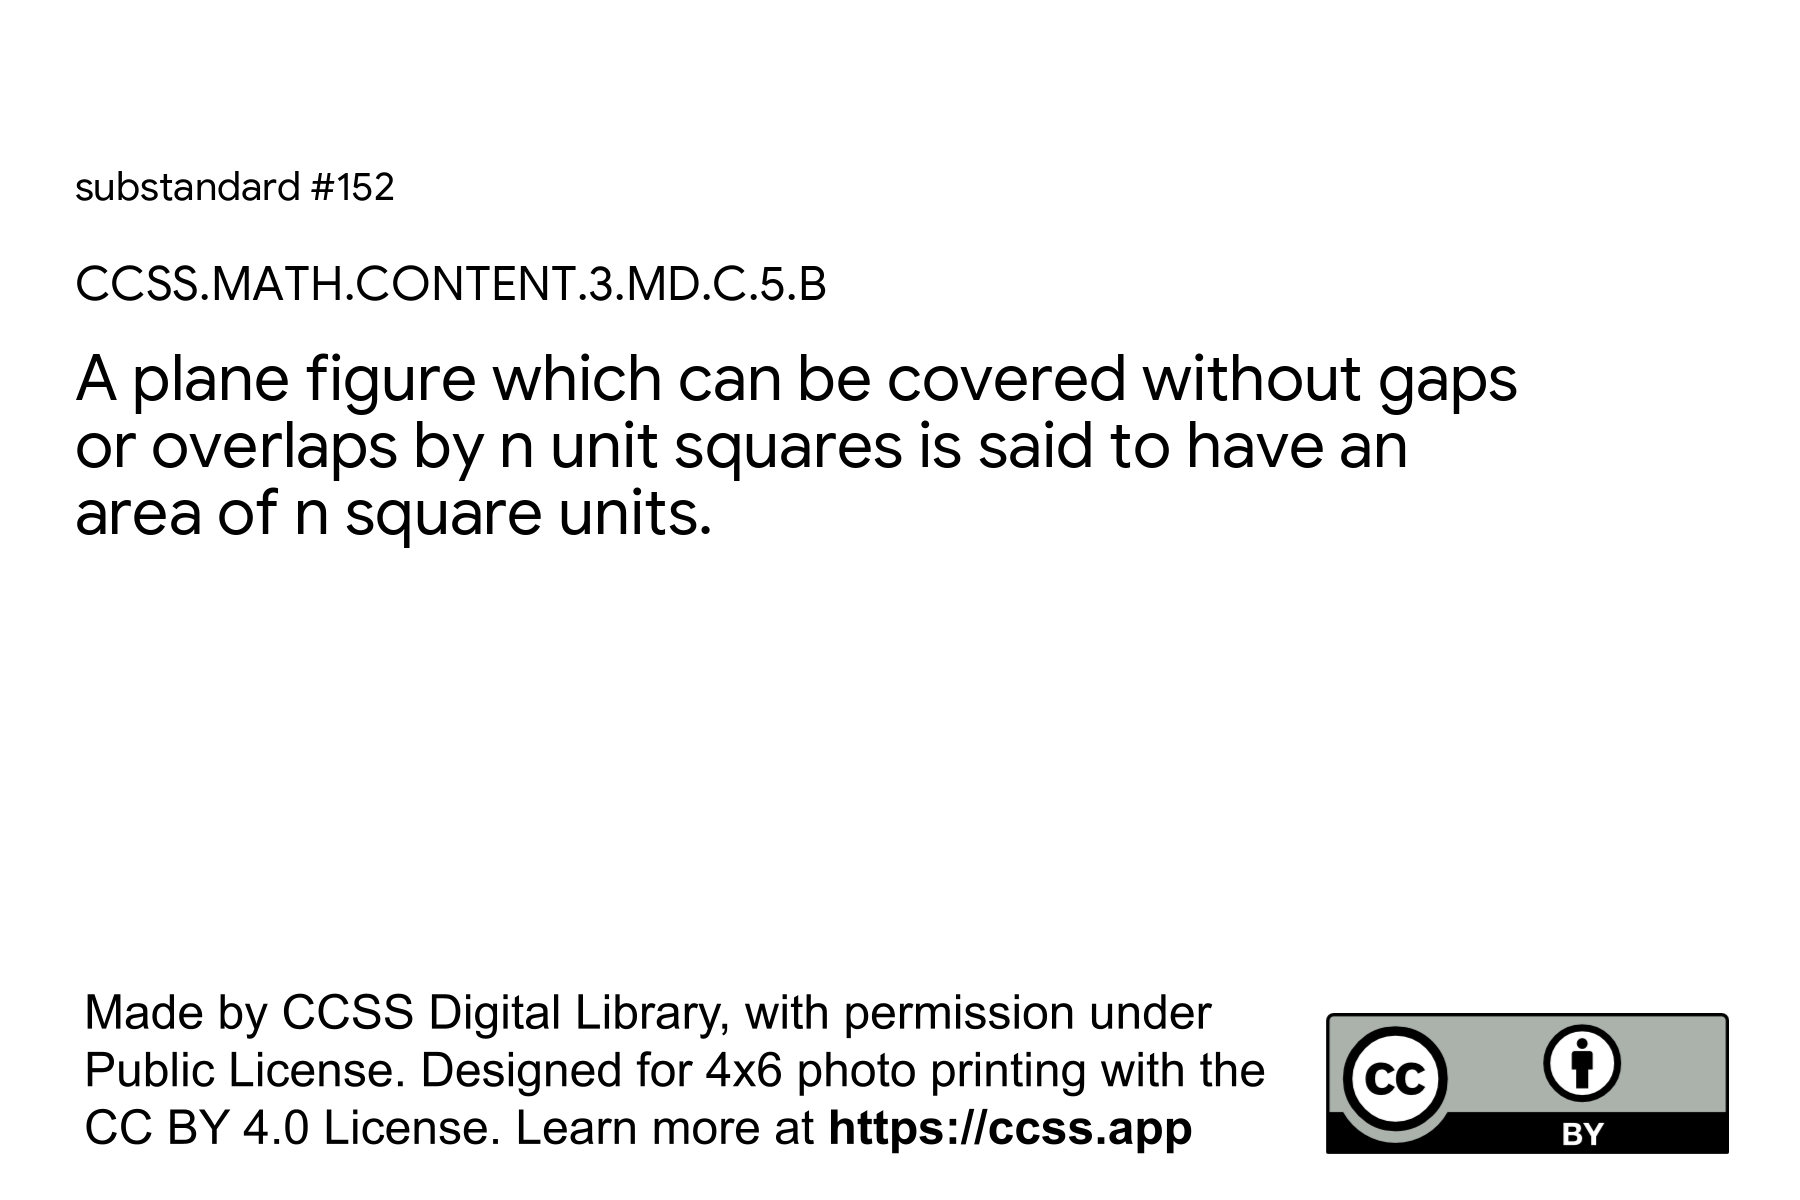 substandard #152
CCSS.MATH.CONTENT.3.MD.C.5.B
A plane figure which can be covered without gaps
or overlaps by n unit squares is said to have an
area of n square units.
Made by CCSS Digital Library, with permission under
Public License. Designed for 4x6 photo printing with the
CC BY 4.0 License. Learn more at https://ccss.app
CC
BY